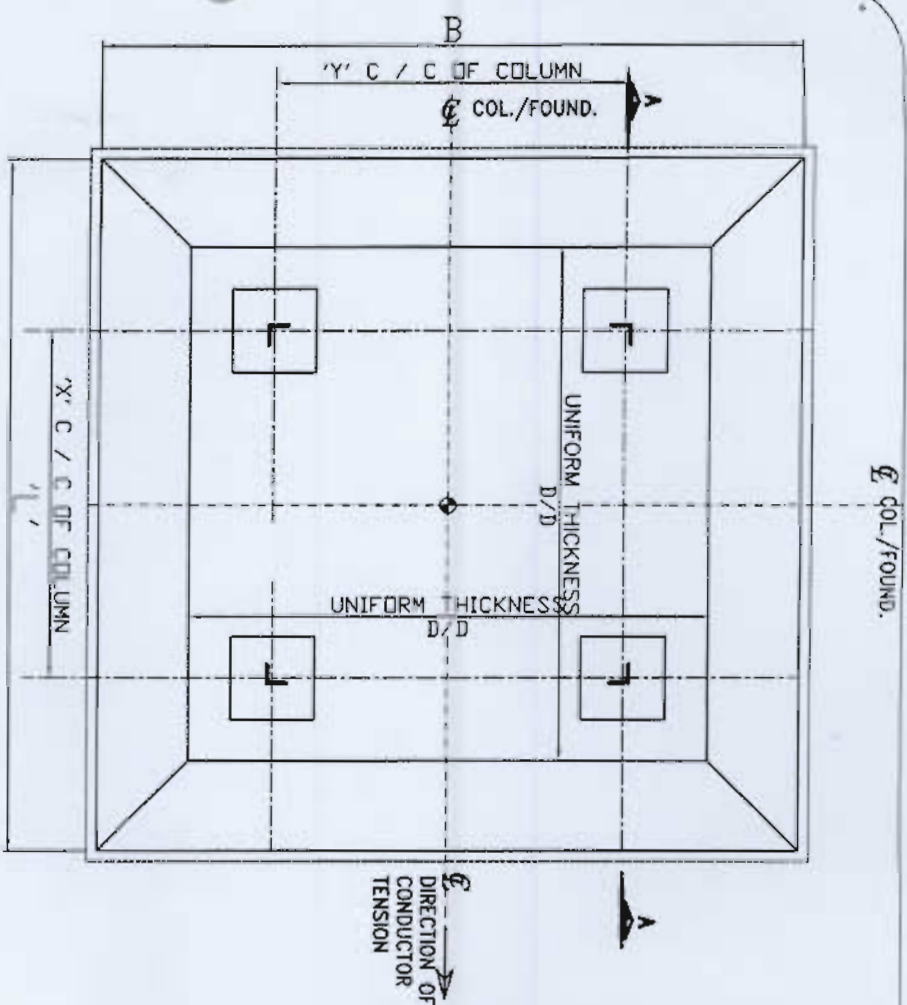 B
'Y' C / C OF COLUMN
℄ COL./FOUND.
A
℄ COL./FOUND.
UNIFORM THICKNESS
D/D
UNIFORM THICKNESS
D/D
'X' C / C OF COLUMN
'L'
℄
DIRECTION OF
CONDUCTOR
TENSION
A